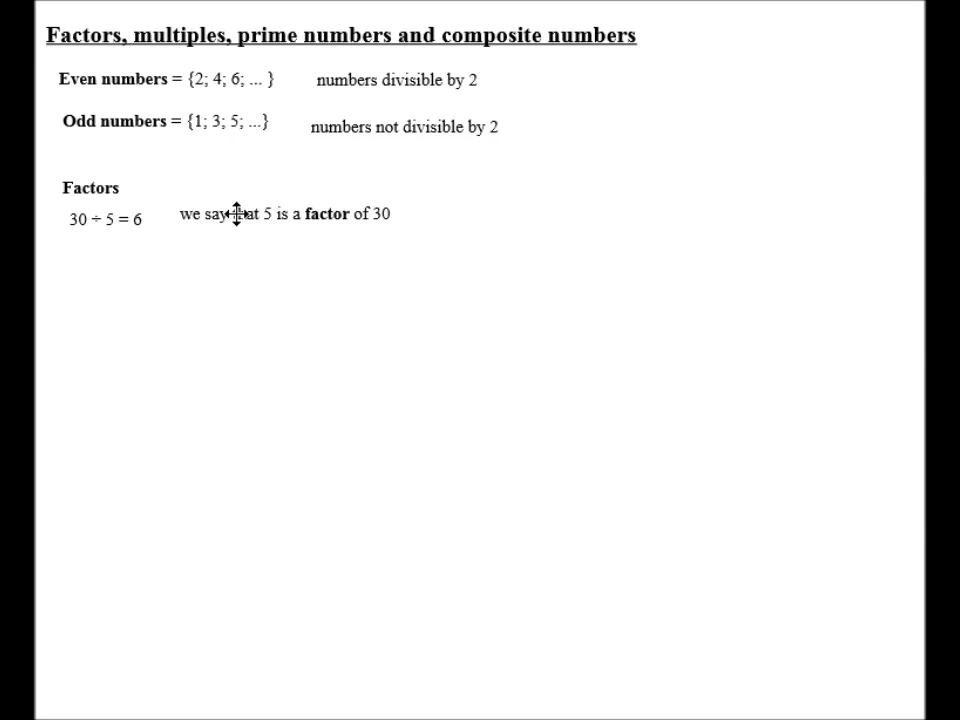 Factors, multiples, prime numbers and composite numbers
Even numbers = {2; 4; 6; ... } numbers divisible by 2
Odd numbers = {1; 3; 5; ...} numbers not divisible by 2
Factors
30 ÷ 5 = 6 we say that 5 is a factor of 30